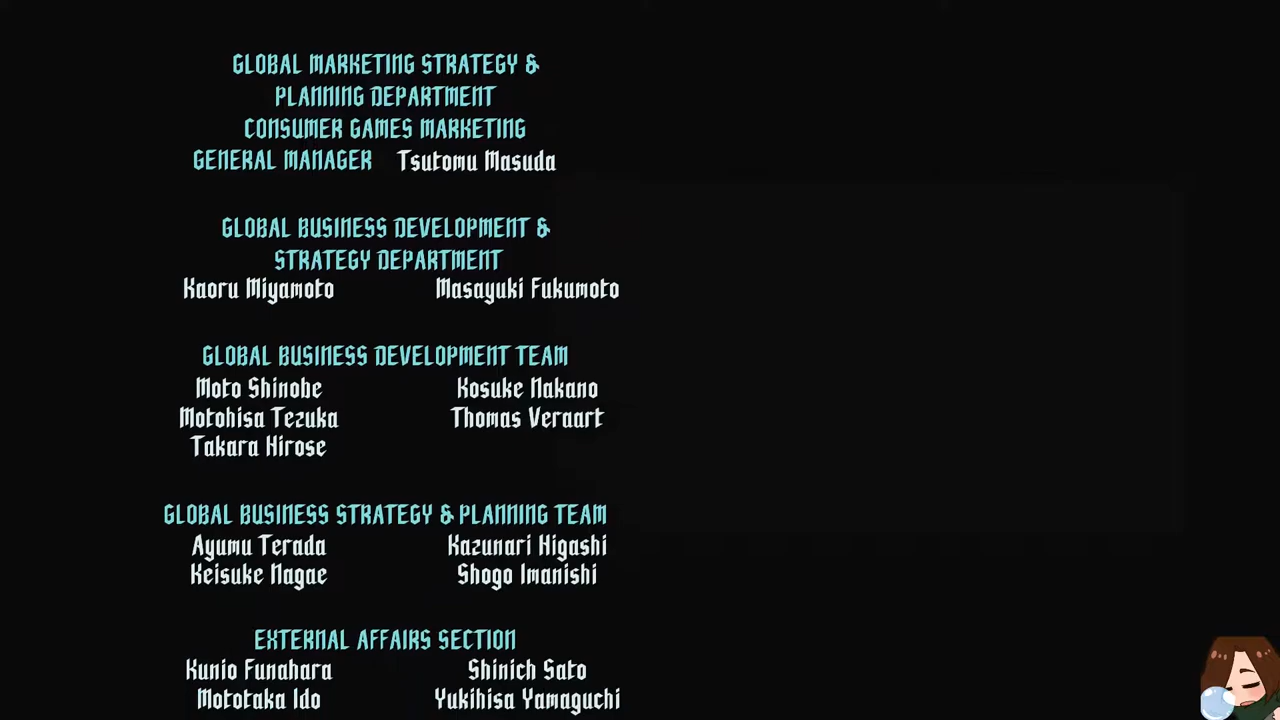 GLOBAL MARKETING STRATEGY &
PLANNING DEPARTMENT
CONSUMER GAMES MARKETING
GENERAL MANAGER Tsutomu Masuda
GLOBAL BUSINESS DEVELOPMENT &
STRATEGY DEPARTMENT
Kaoru Miyamoto Masayuki Fukumoto
GLOBAL BUSINESS DEVELOPMENT TEAM
Moto Shinobe Kosuke Nakano
Motohisa Tezuka Thomas Veraart
Takara Hirose
GLOBAL BUSINESS STRATEGY & PLANNING TEAM
Ayumu Terada Kazunari Higashi
Keisuke Nagae Shogo Imanishi
EXTERNAL AFFAIRS SECTION
Kunio Funahara Shinich Sato
Mototaka Ido Yukihisa Yamaguchi